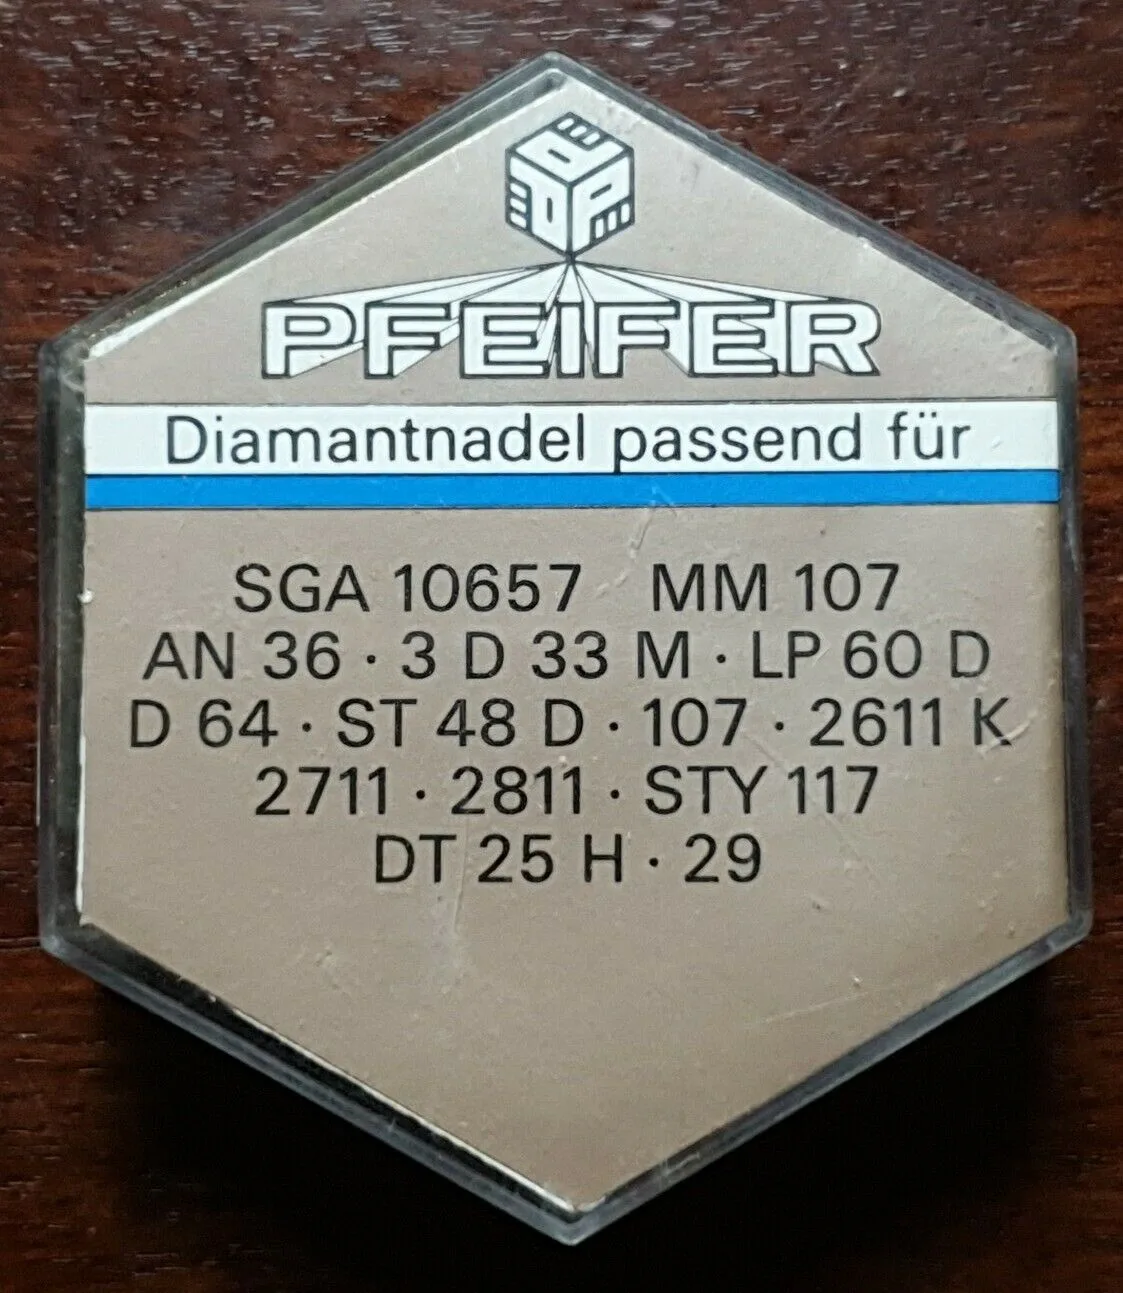 PFEIFER
Diamantnadel passend für
SGA 10657 MM 107
AN 36 · 3 D 33 M · LP 60 D
D 64 · ST 48 D · 107 · 2611 K
2711 · 2811 · STY 117
DT 25 H · 29